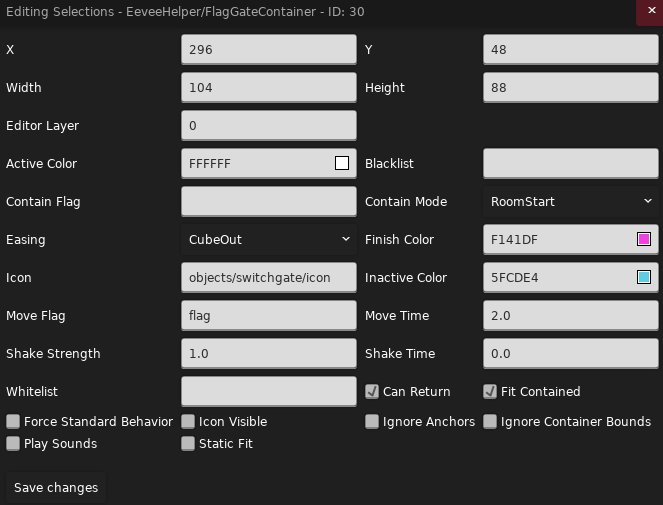 Editing Selections - EeveeHelper/FlagGateContainer - ID: 30
X 296 Y 48
Width 104 Height 88
Editor Layer 0
Active Color FFFFFF Blacklist
Contain Flag Contain Mode RoomStart
Easing CubeOut Finish Color F141DF
Icon objects/switchgate/icon Inactive Color 5FCDE4
Move Flag flag Move Time 2.0
Shake Strength 1.0 Shake Time 0.0
Whitelist Can Return Fit Contained
Force Standard Behavior Icon Visible Ignore Anchors Ignore Container Bounds
Play Sounds Static Fit
Save changes